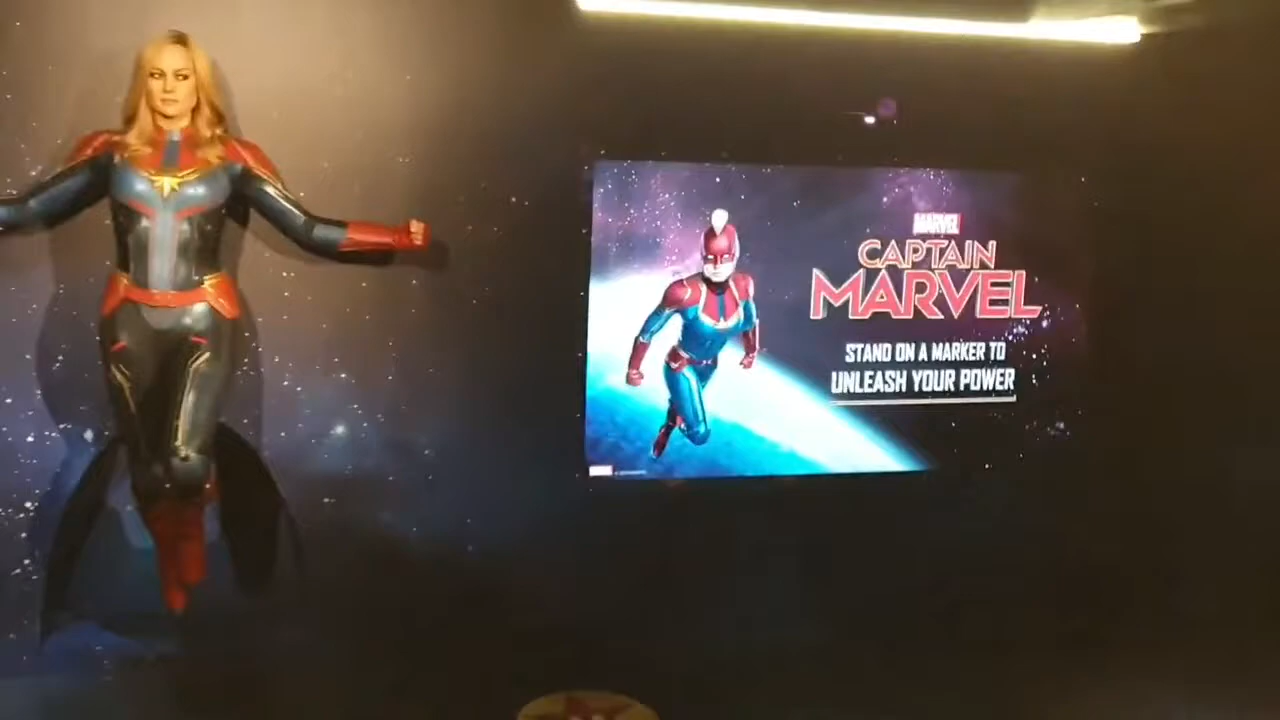 MARVEL
CAPTAIN
MARVEL
STAND ON A MARKER TO
UNLEASH YOUR POWER